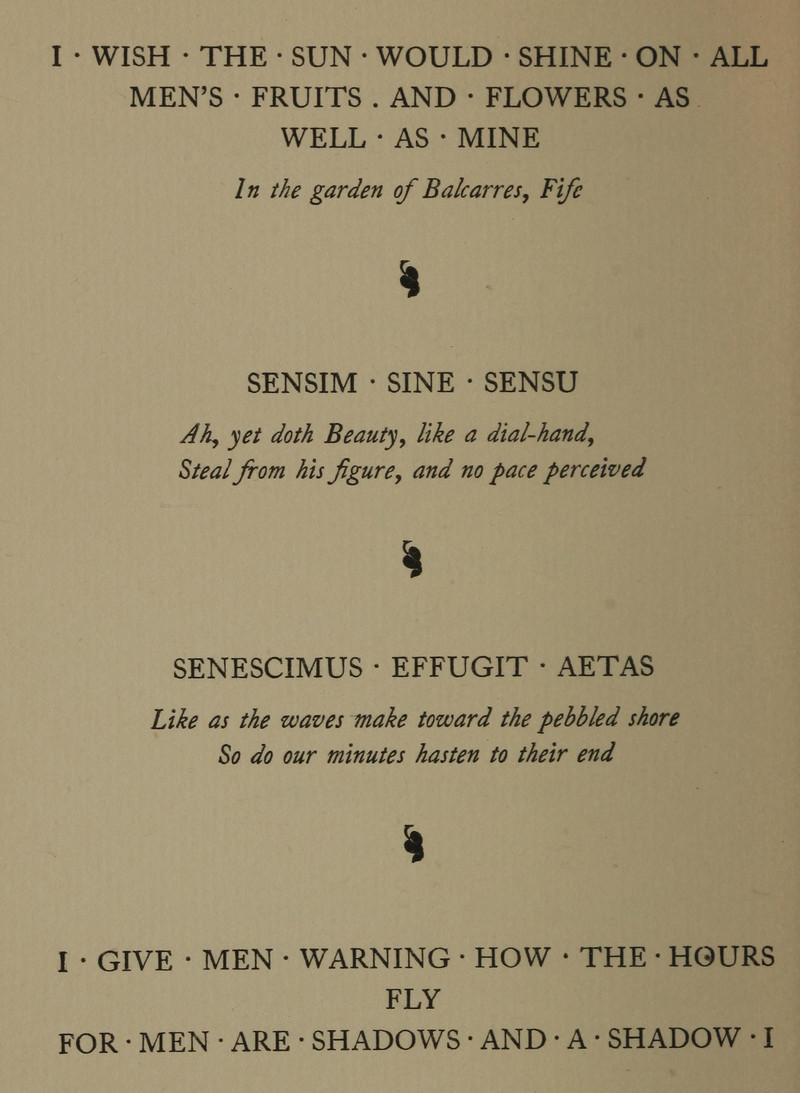 I · WISH · THE · SUN · WOULD · SHINE · ON · ALL
MEN'S · FRUITS . AND · FLOWERS · AS
WELL · AS · MINE
In the garden of Balcarres, Fife
SENSIM · SINE · SENSU
Ah, yet doth Beauty, like a dial-hand,
Steal from his figure, and no pace perceived
SENESCIMUS · EFFUGIT · AETAS
Like as the waves make toward the pebbled shore
So do our minutes hasten to their end
I · GIVE · MEN · WARNING · HOW · THE · HOURS
FLY
FOR · MEN · ARE · SHADOWS · AND · A · SHADOW · I